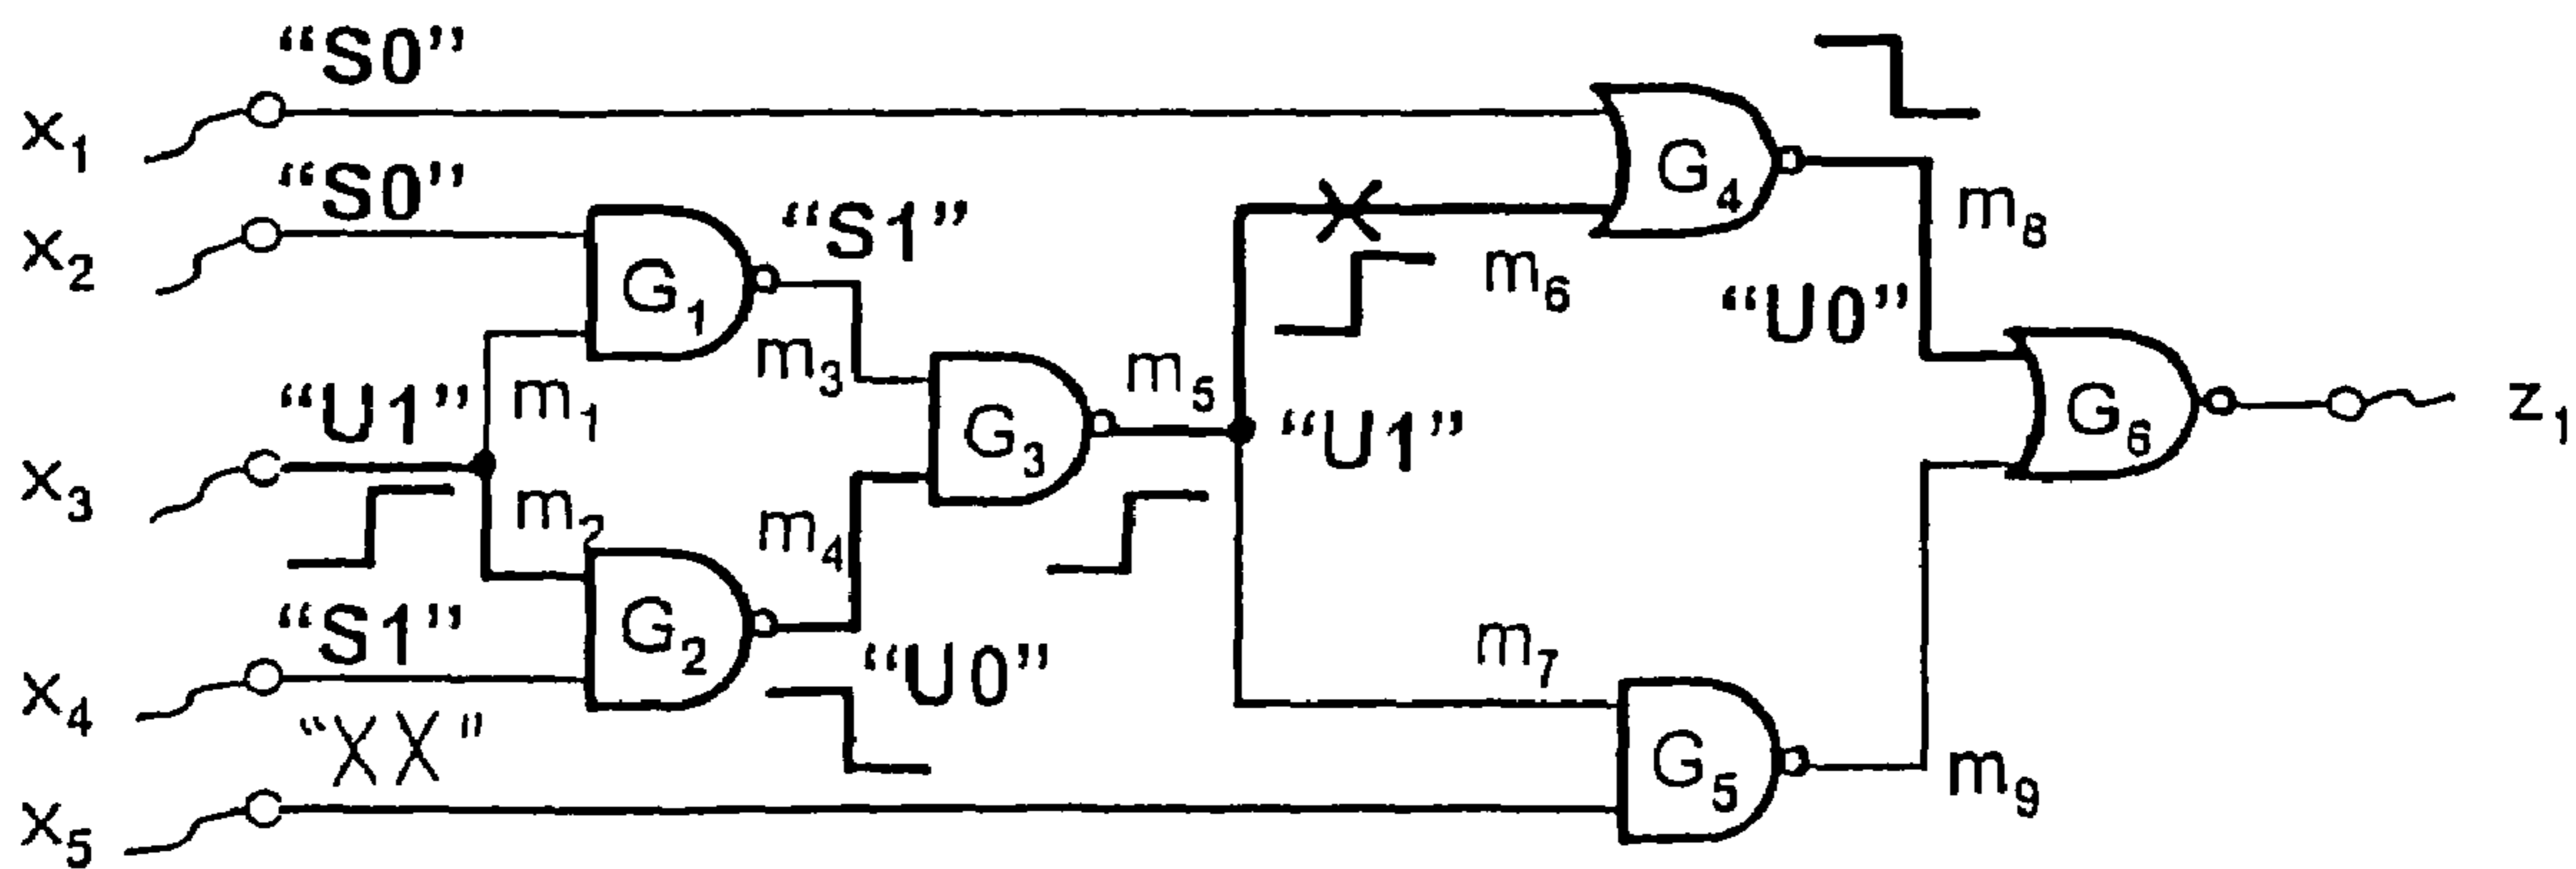 "S0"
x₁
"S0"
x₂
G₁
"S1"
m₃
m₁
"U1"
x₃
m₂
"S1"
x₄
"XX"
x₅
G₂
m₄
"U0"
G₃
m₅
"U1"
m₆
G₄
m₈
"U0"
m₇
G₅
m₉
G₆
z₁